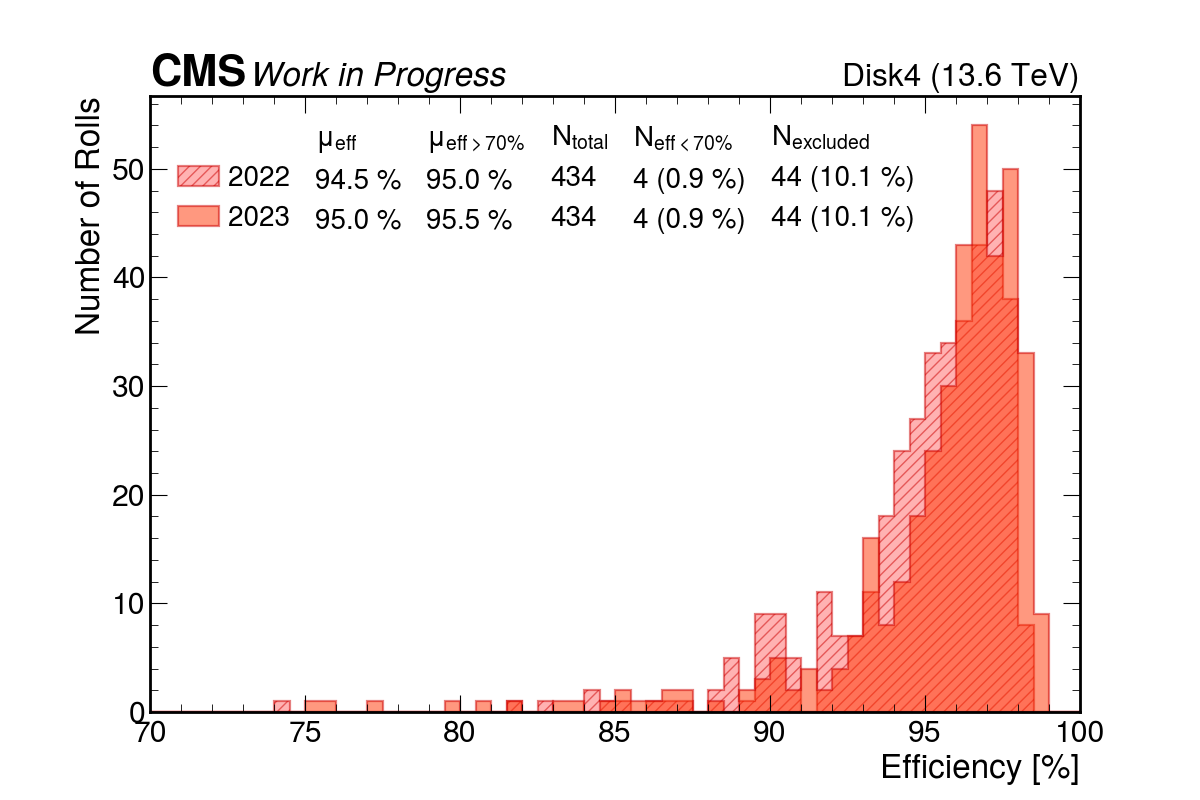 CMS Work in Progress Disk4 (13.6 TeV)
Number of Rolls
μeff μeff > 70% Ntotal Neff < 70% Nexcluded
2022 94.5 % 95.0 % 434 4 (0.9 %) 44 (10.1 %)
2023 95.0 % 95.5 % 434 4 (0.9 %) 44 (10.1 %)
50
40
30
20
10
0
70 75 80 85 90 95 100
Efficiency [%]